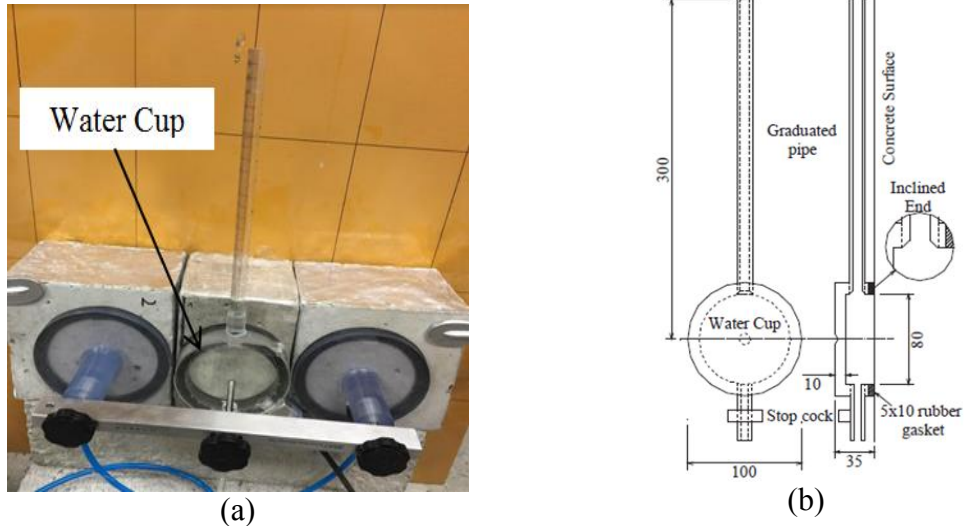 Water Cup
2
(a)
300
Graduated
pipe
Concrete Surface
Inclined
End
Water Cup
80
10
Stop cock
5x10 rubber
gasket
100
35
(b)